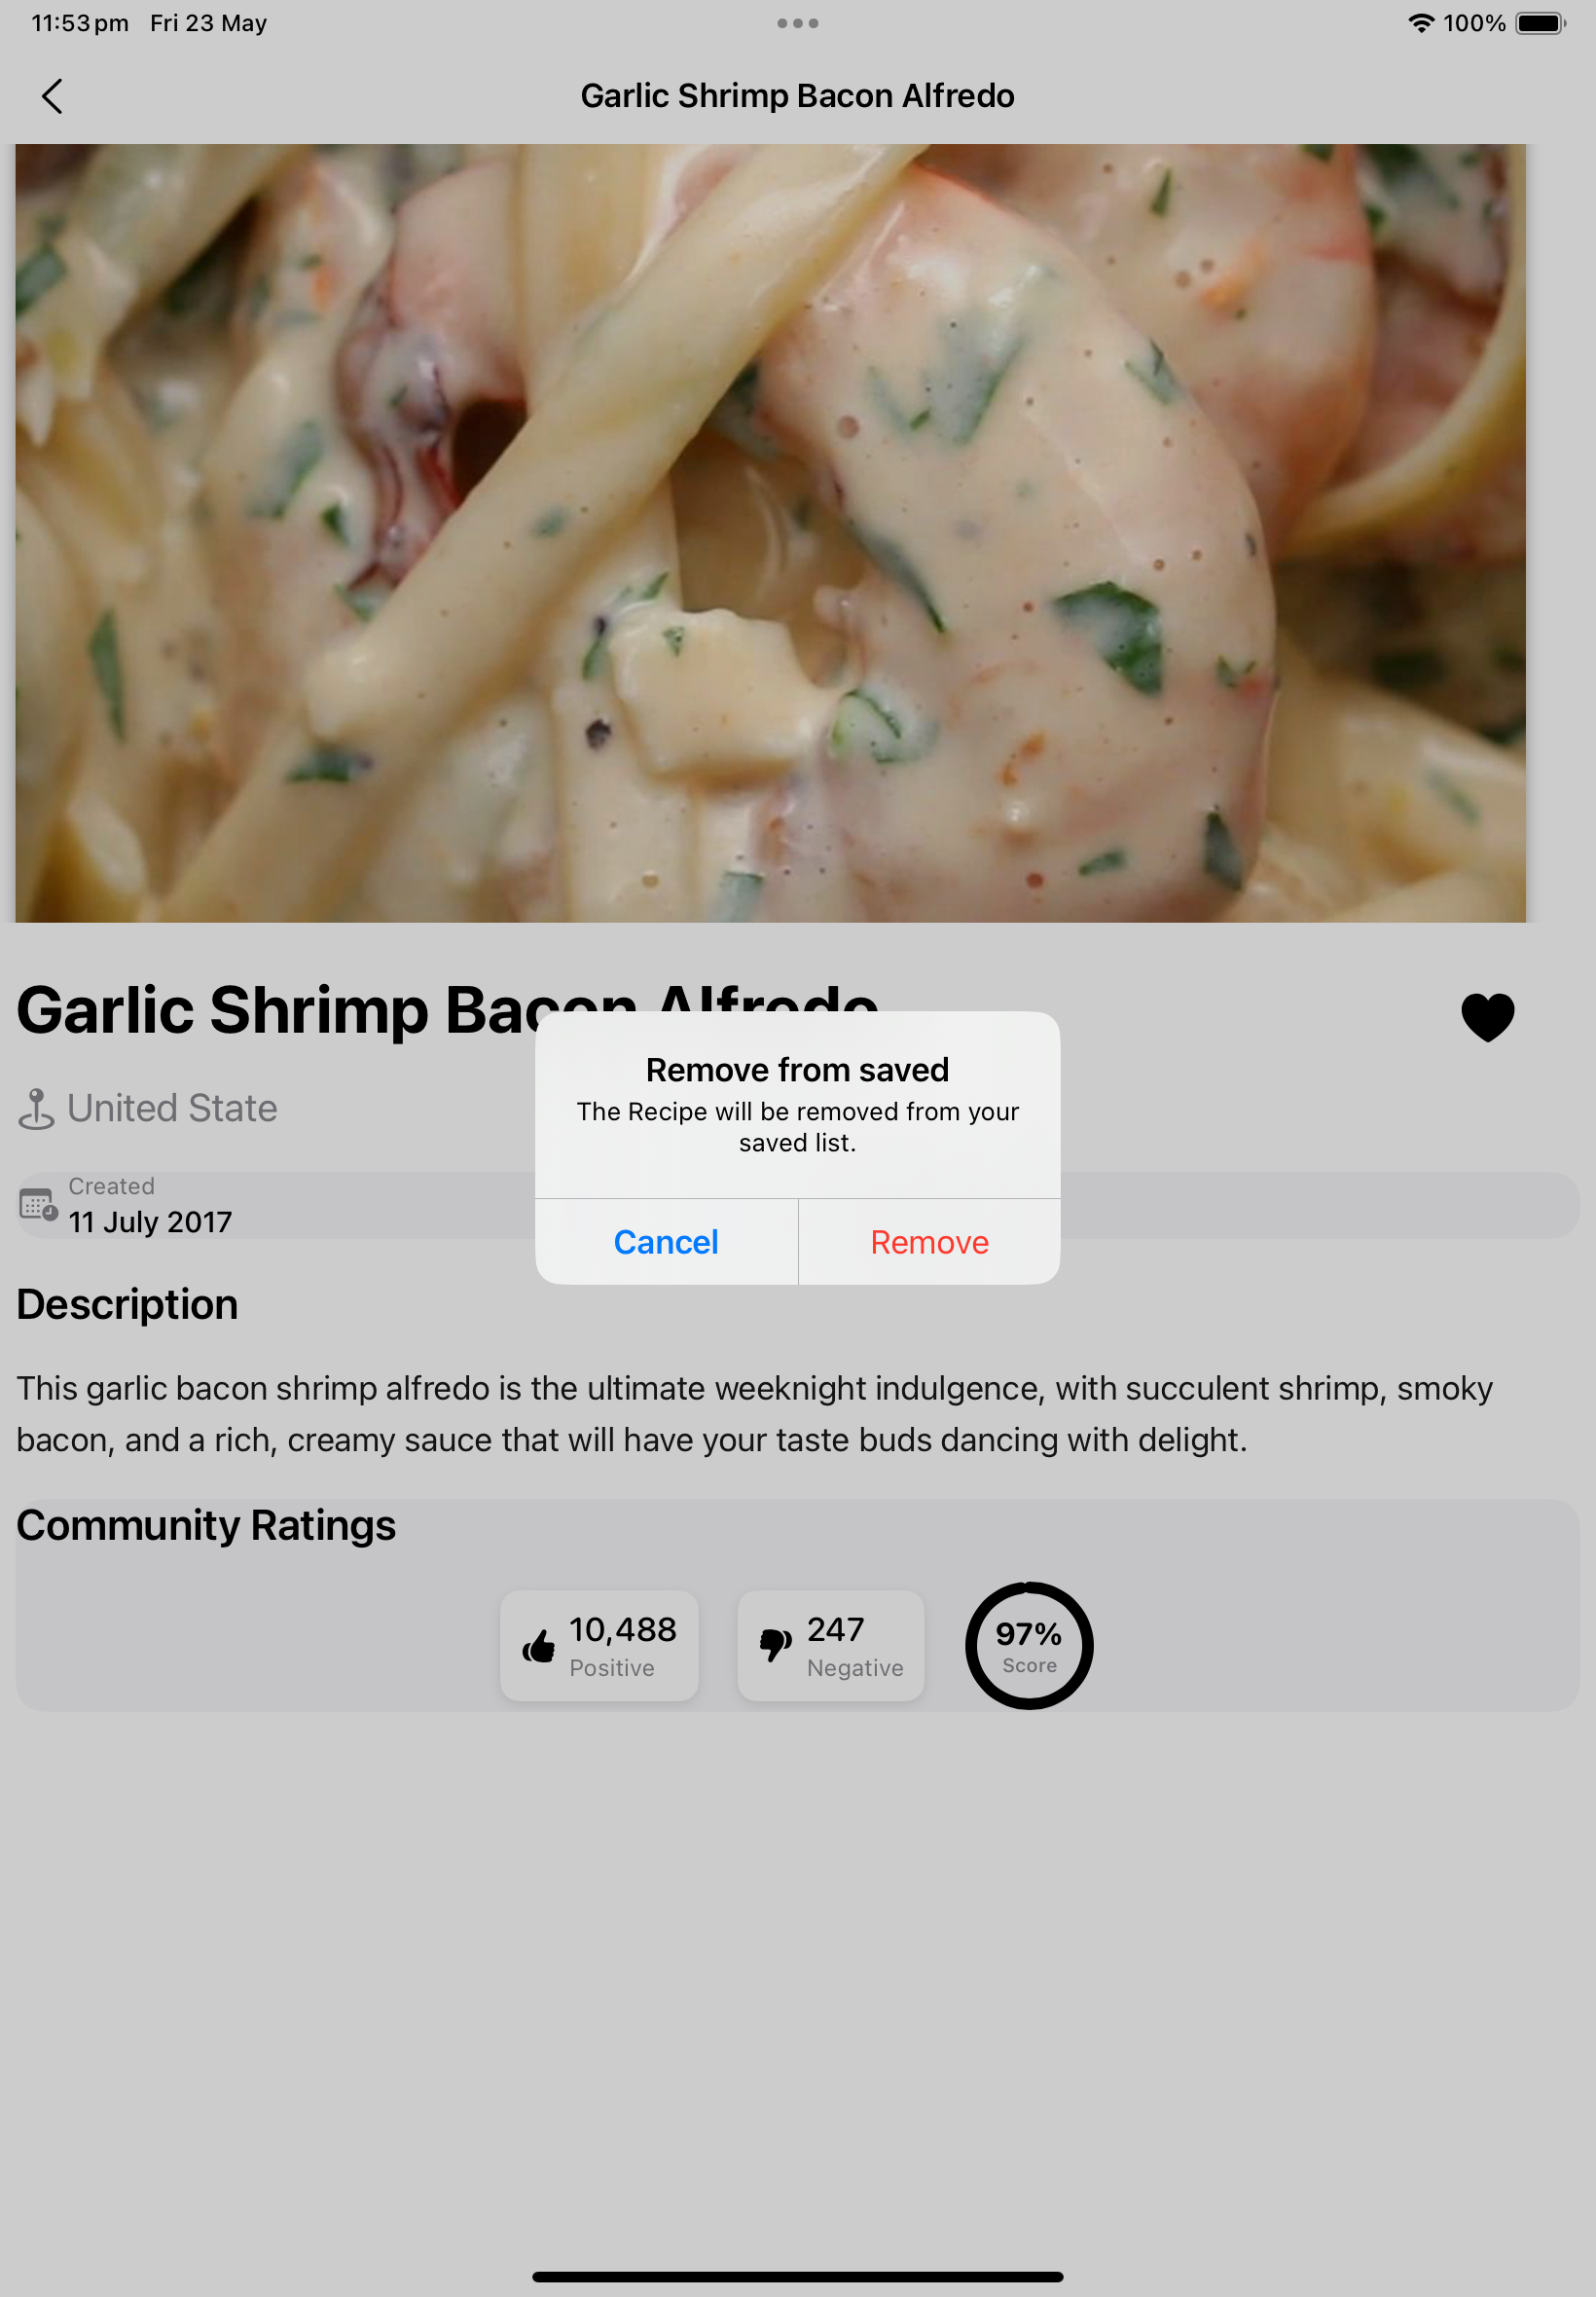 11:53 pm Fri 23 May
100%
Garlic Shrimp Bacon Alfredo
Garlic Shrimp Bacon Alfredo
Remove from saved
The Recipe will be removed from your
saved list.
Cancel Remove
United State
Created
11 July 2017
Description
This garlic bacon shrimp alfredo is the ultimate weeknight indulgence, with succulent shrimp, smoky
bacon, and a rich, creamy sauce that will have your taste buds dancing with delight.
Community Ratings
10,488
Positive
247
Negative
97%
Score